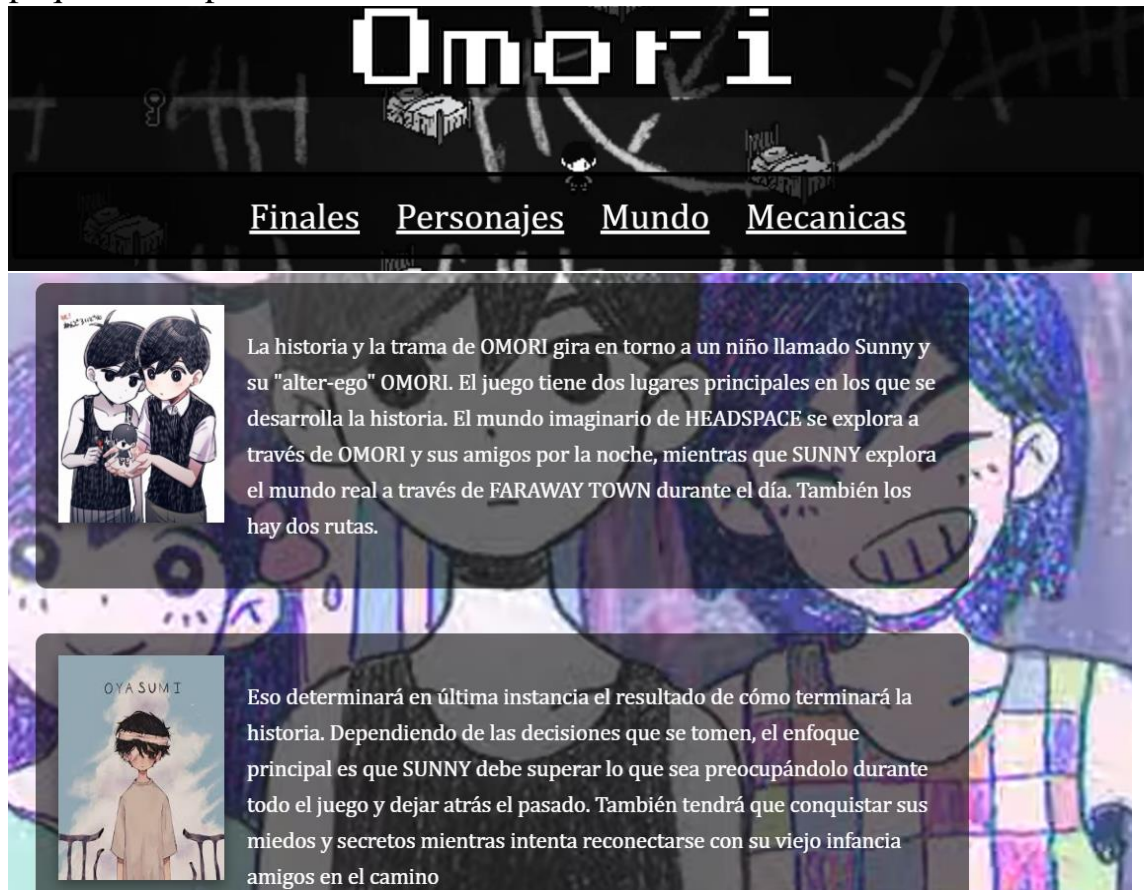 Omori
Finales Personajes Mundo Mecanicas
La historia y la trama de OMORI gira en torno a un niño llamado Sunny y
su "alter-ego" OMORI. El juego tiene dos lugares principales en los que se
desarrolla la historia. El mundo imaginario de HEADSPACE se explora a
través de OMORI y sus amigos por la noche, mientras que SUNNY explora
el mundo real a través de FARAWAY TOWN durante el día. También los
hay dos rutas.
OYASUMI
Eso determinará en última instancia el resultado de cómo terminará la
historia. Dependiendo de las decisiones que se tomen, el enfoque
principal es que SUNNY debe superar lo que sea preocupándolo durante
todo el juego y dejar atrás el pasado. También tendrá que conquistar sus
miedos y secretos mientras intenta reconectarse con su viejo infancia
amigos en el camino